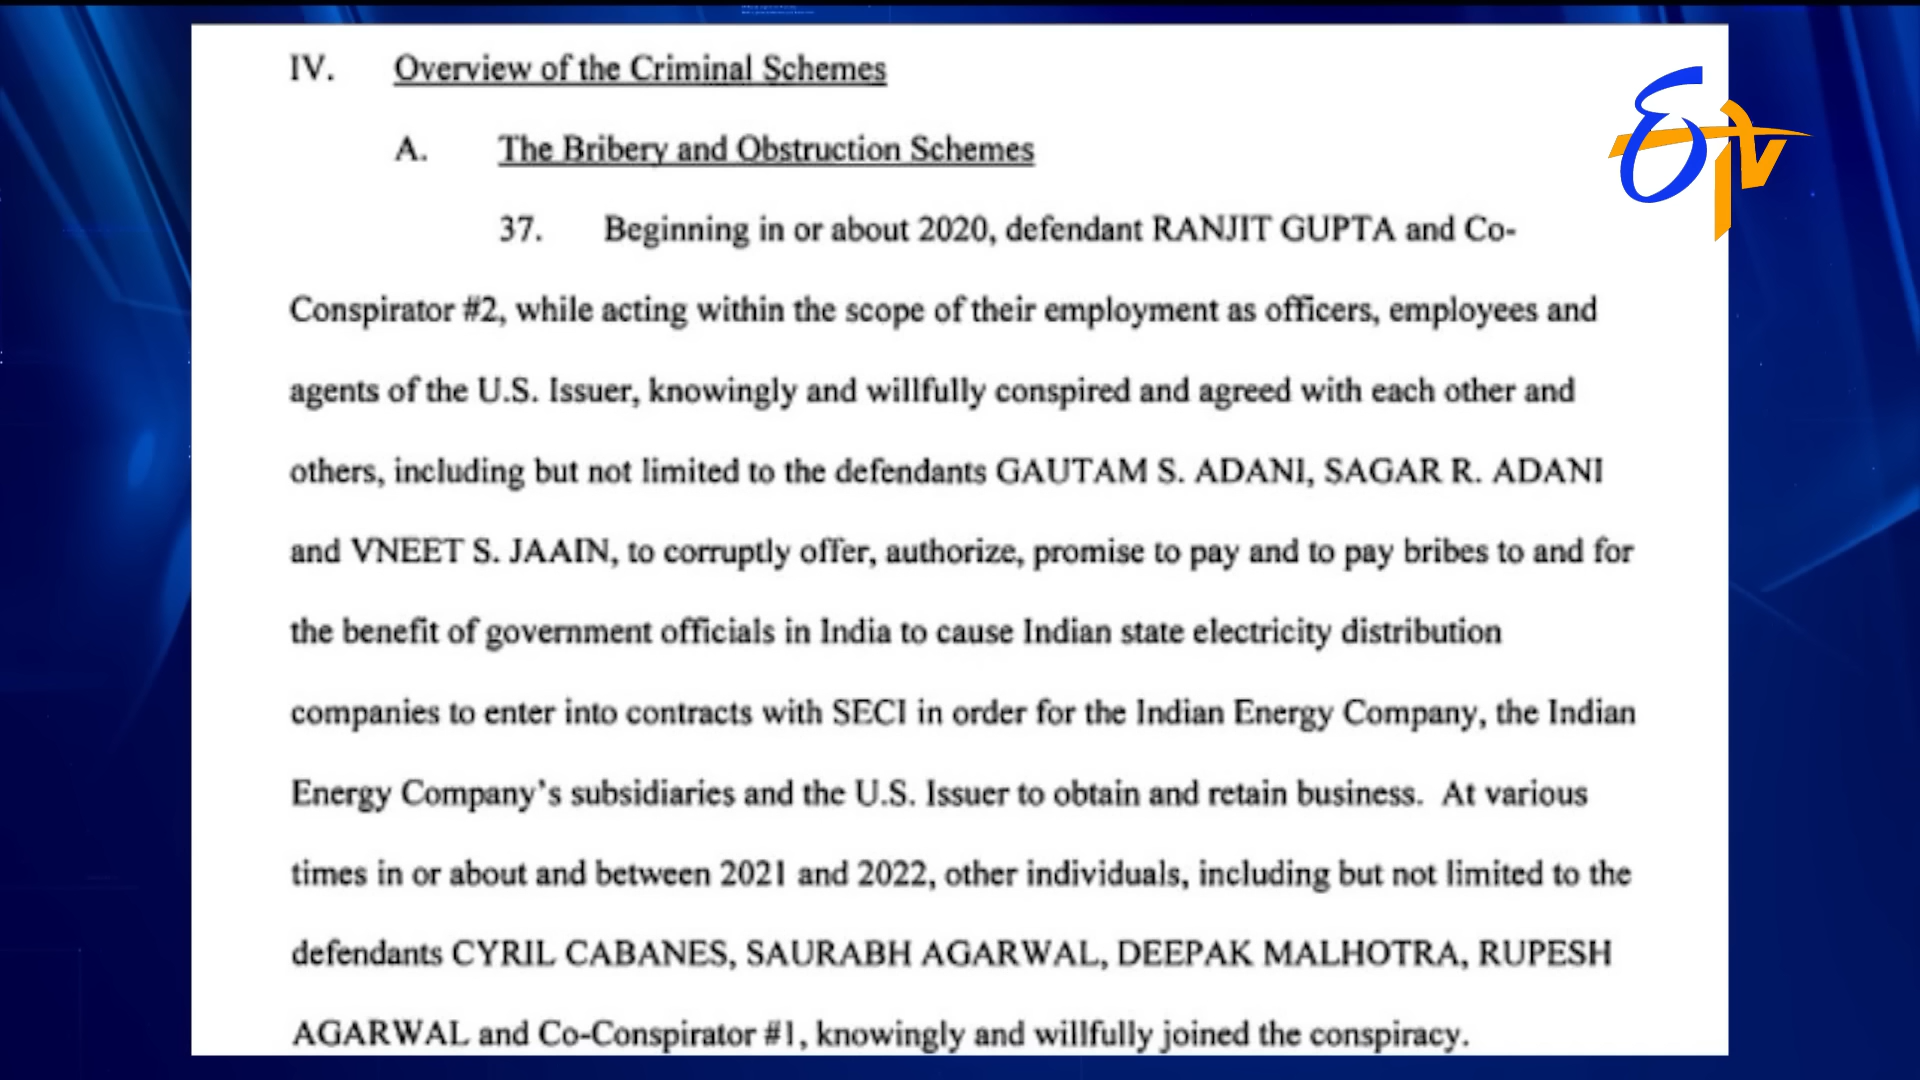 IV. Overview of the Criminal Schemes
A. The Bribery and Obstruction Schemes
37. Beginning in or about 2020, defendant RANJIT GUPTA and Co-
Conspirator #2, while acting within the scope of their employment as officers, employees and
agents of the U.S. Issuer, knowingly and willfully conspired and agreed with each other and
others, including but not limited to the defendants GAUTAM S. ADANI, SAGAR R. ADANI
and VNEET S. JAAIN, to corruptly offer, authorize, promise to pay and to pay bribes to and for
the benefit of government officials in India to cause Indian state electricity distribution
companies to enter into contracts with SECI in order for the Indian Energy Company, the Indian
Energy Company’s subsidiaries and the U.S. Issuer to obtain and retain business. At various
times in or about and between 2021 and 2022, other individuals, including but not limited to the
defendants CYRIL CABANES, SAURABH AGARWAL, DEEPAK MALHOTRA, RUPESH
AGARWAL and Co-Conspirator #1, knowingly and willfully joined the conspiracy.
ETV